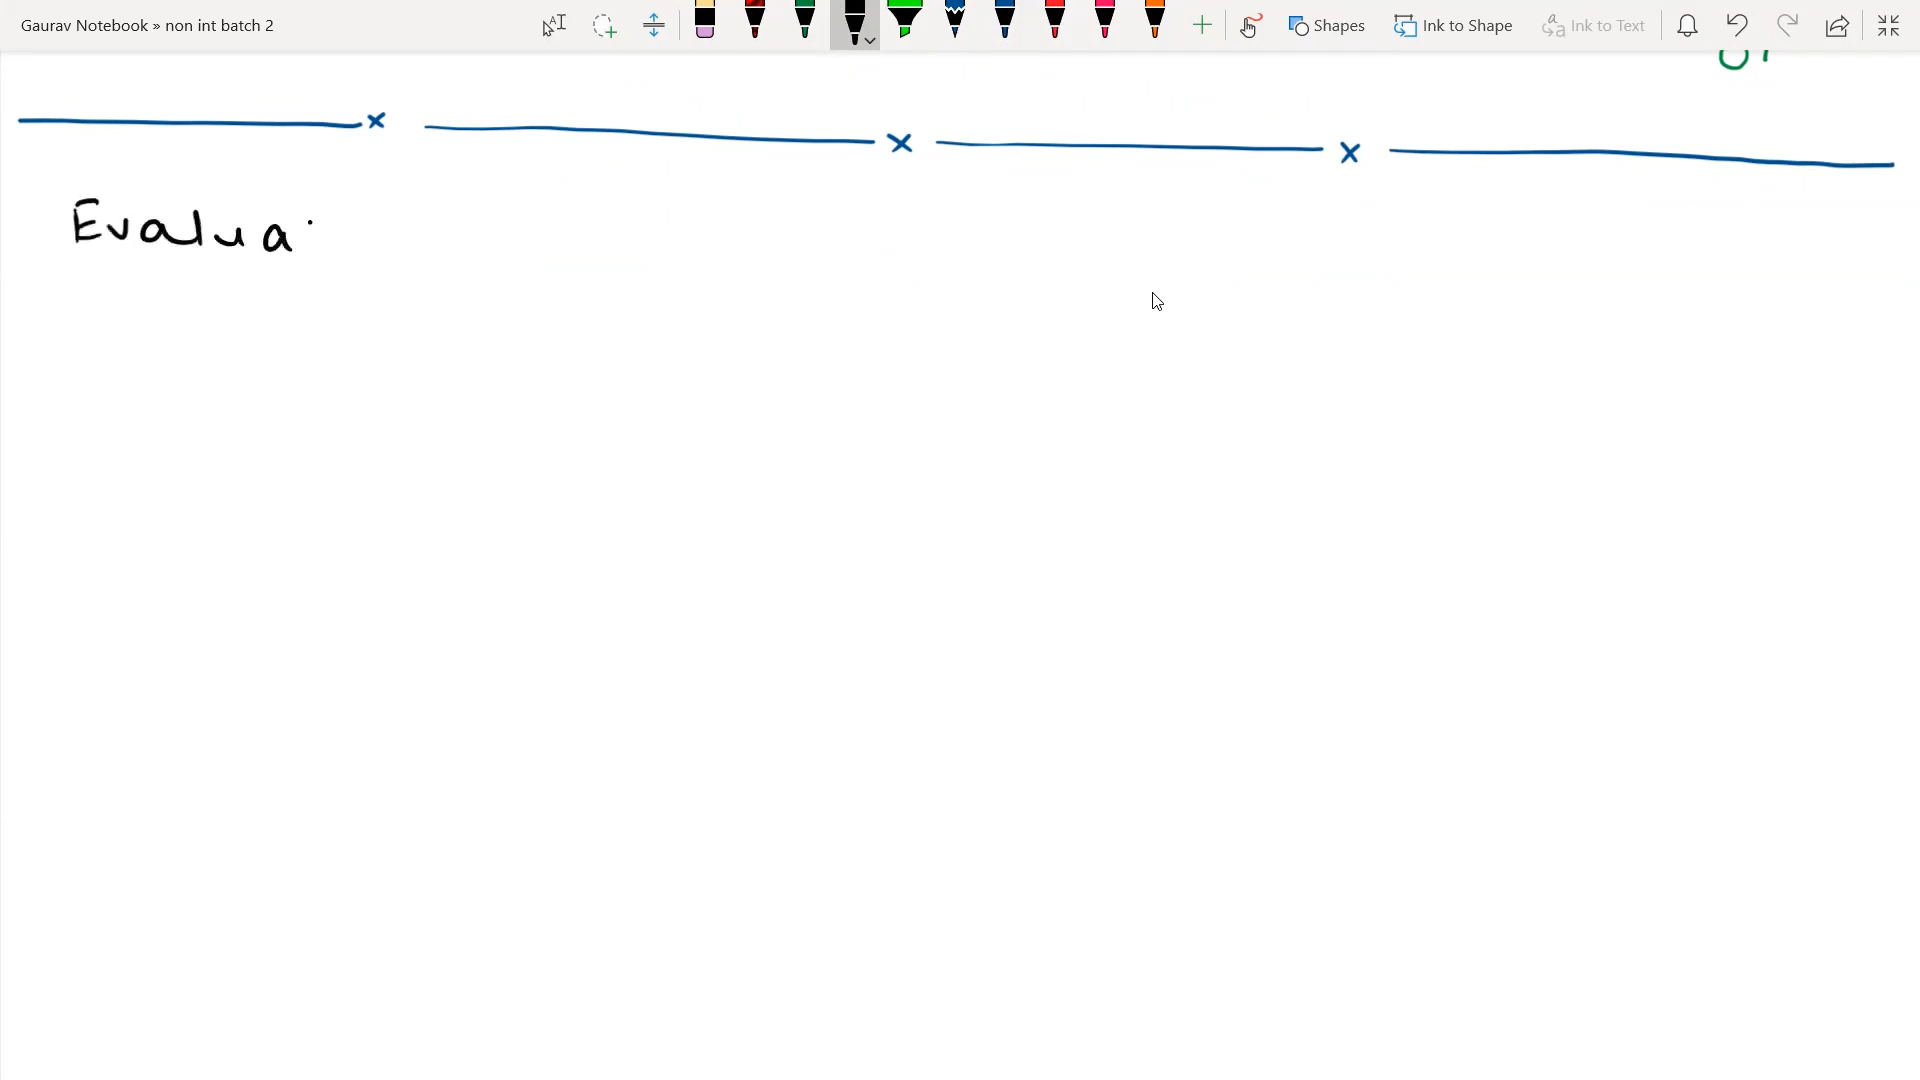 Gaurav Notebook » non int batch 2 Shapes Ink to Shape Ink to Text
Evalua